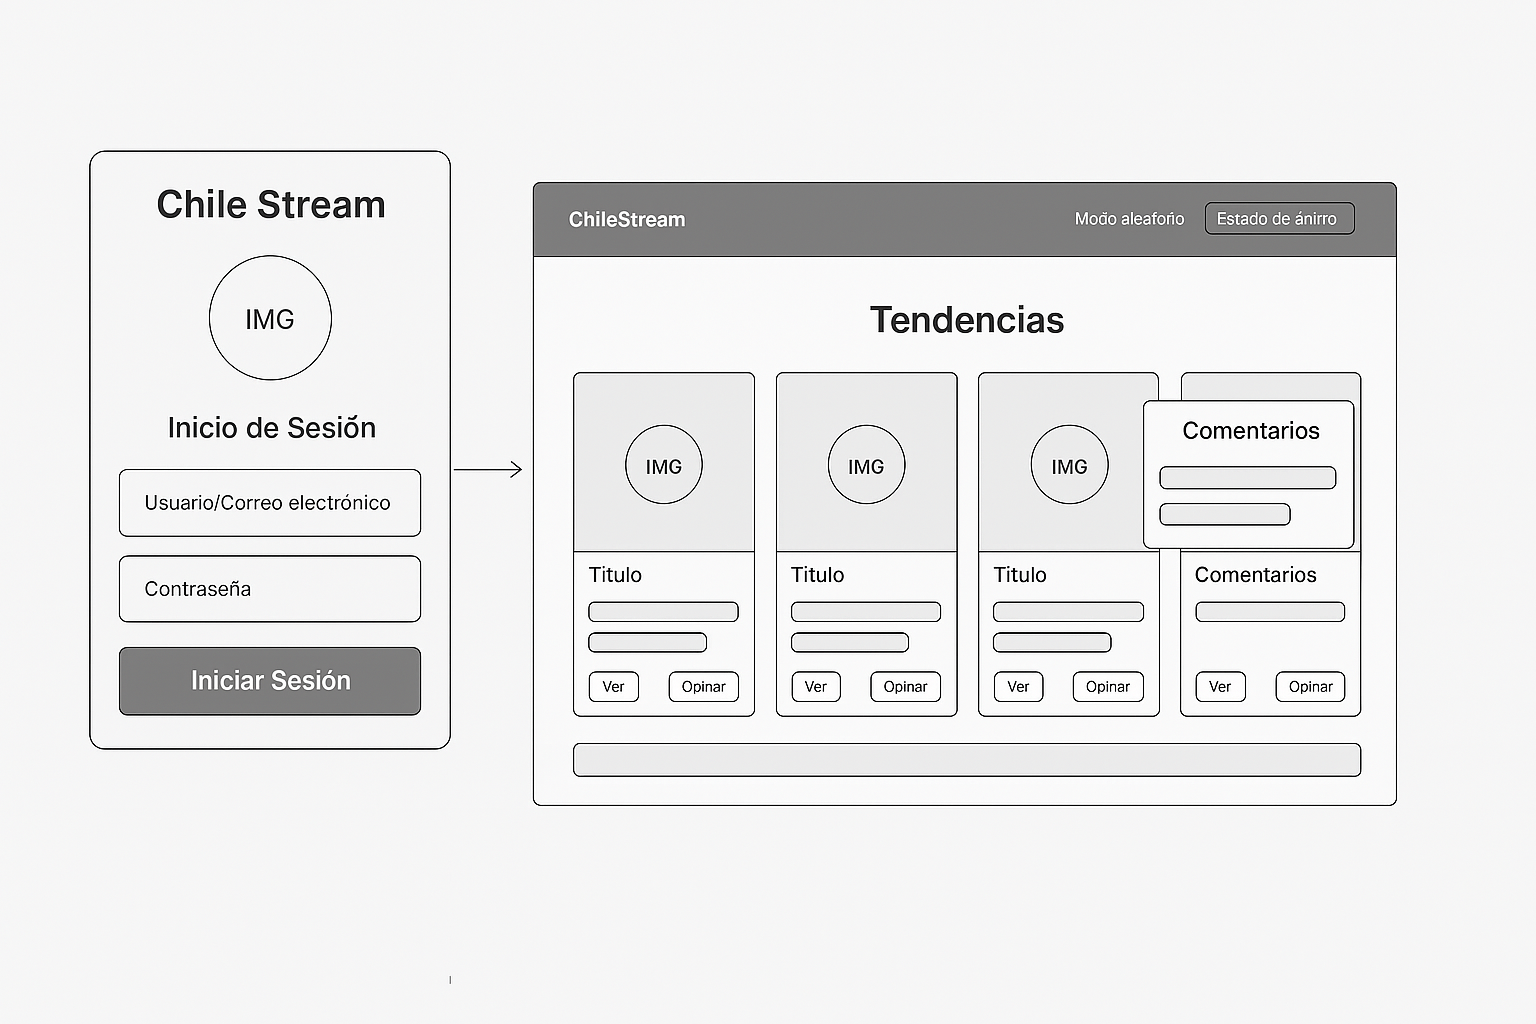 Chile Stream
IMG
Inicio de Sesión
Usuario/Correo electrónico
Contraseña
Iniciar Sesión
ChileStream
Modo aleafoño
Estado de ánirro
Tendencias
IMG
Titulo
Ver
Opinar
IMG
Titulo
Ver
Opinar
IMG
Titulo
Ver
Opinar
Comentarios
Comentarios
Ver
Opinar